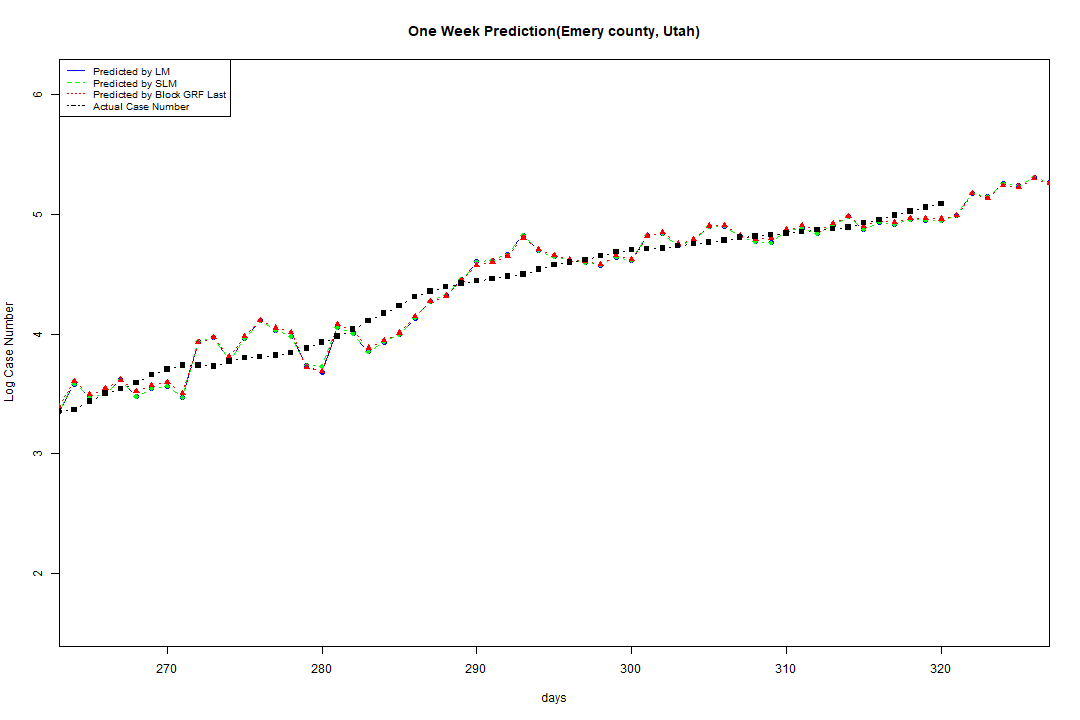 One Week Prediction(Emery county, Utah)
Predicted by LM
Predicted by SLM
Predicted by Block GRF Last
Actual Case Number
6
5
4
3
2
Log Case Number
270 280 290 300 310 320
days